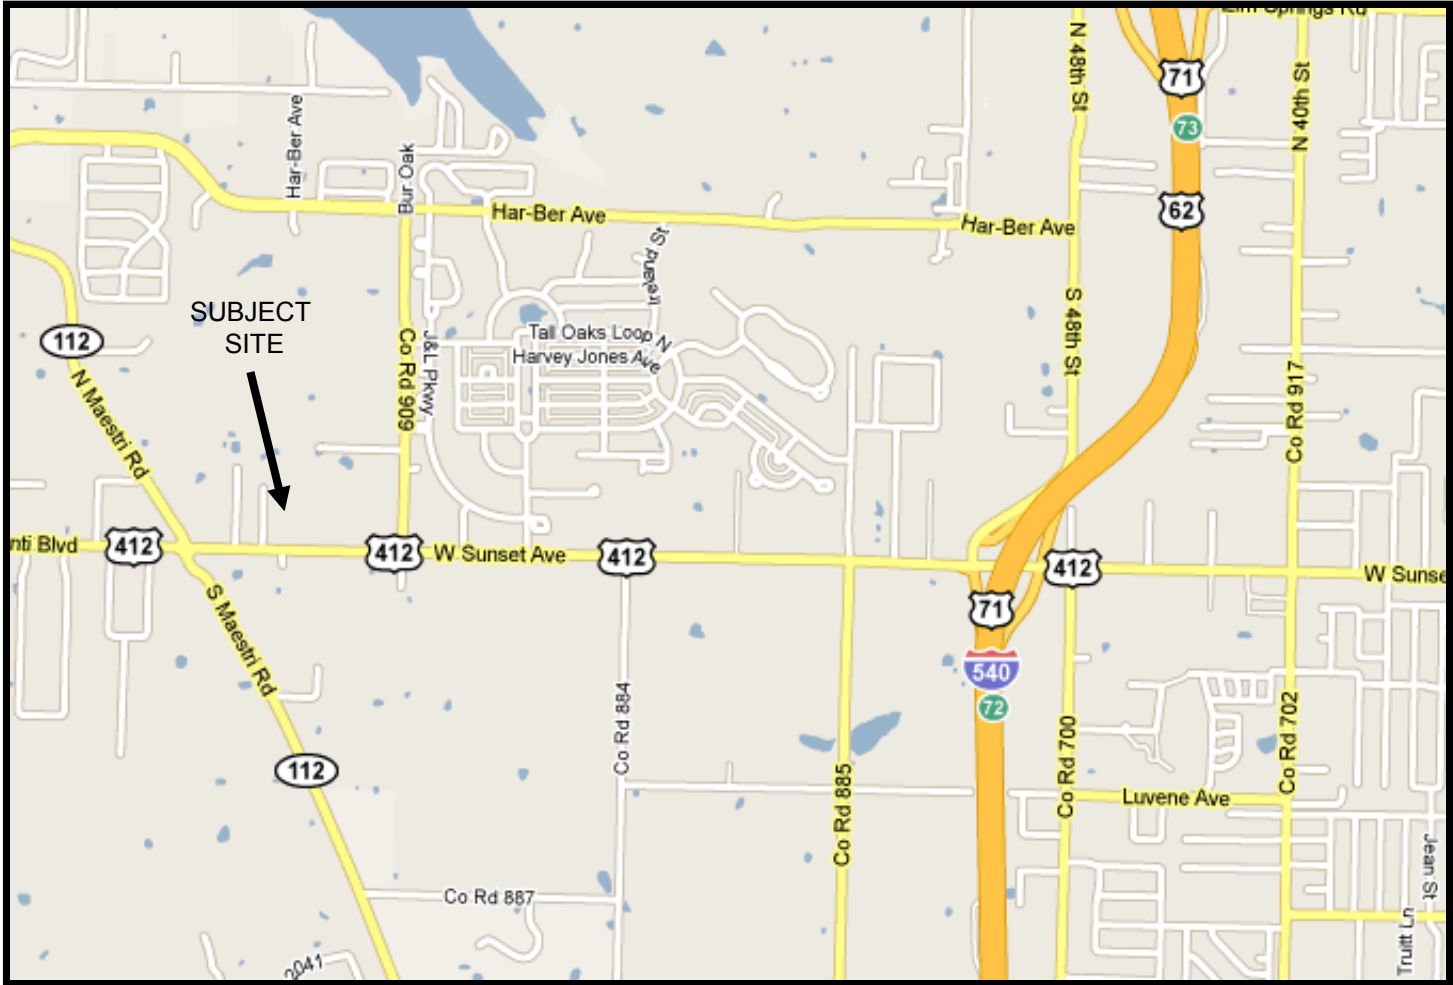 Elm Springs Rd
N 48th St
71
N 40th St
73
Har-Ber Ave
Bur Oak
62
Har-Ber Ave
Har-Ber Ave
Ireland St
SUBJECT
SITE
S 48th St
112
Tall Oaks Loop N
Harvey Jones Ave
J&L Pkwy
Co Rd 909
N Maestri Rd
Co Rd 917
nti Blvd
412
412
W Sunset Ave
412
412
W Sunse
71
S Maestri Rd
540
72
Co Rd 884
Co Rd 707
Co Rd 702
112
Co Rd 885
Luvene Ave
Jean St
Co Rd 887
Truitt Ln
2041